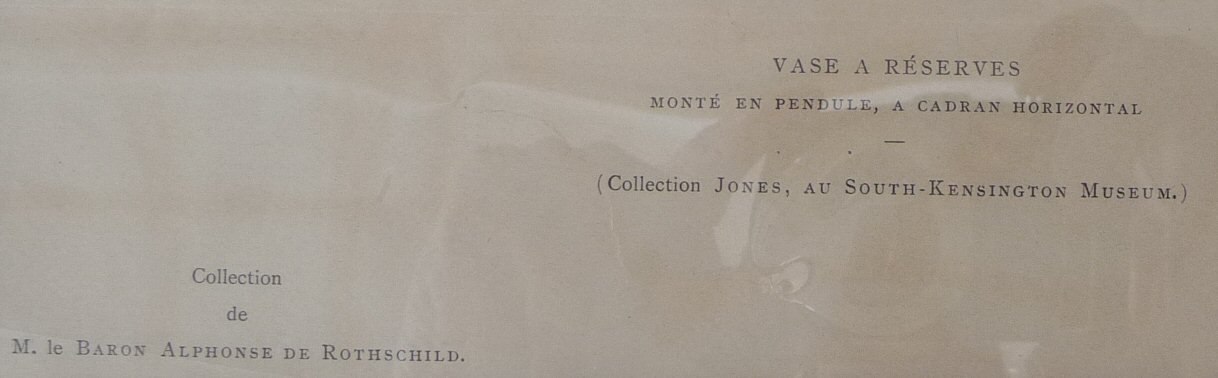 VASE A RÉSERVES
MONTÉ EN PENDULE, A CADRAN HORIZONTAL
—
(Collection JONES, AU SOUTH-KENSINGTON MUSEUM.)
Collection
de
M. le BARON ALPHONSE DE ROTHSCHILD.